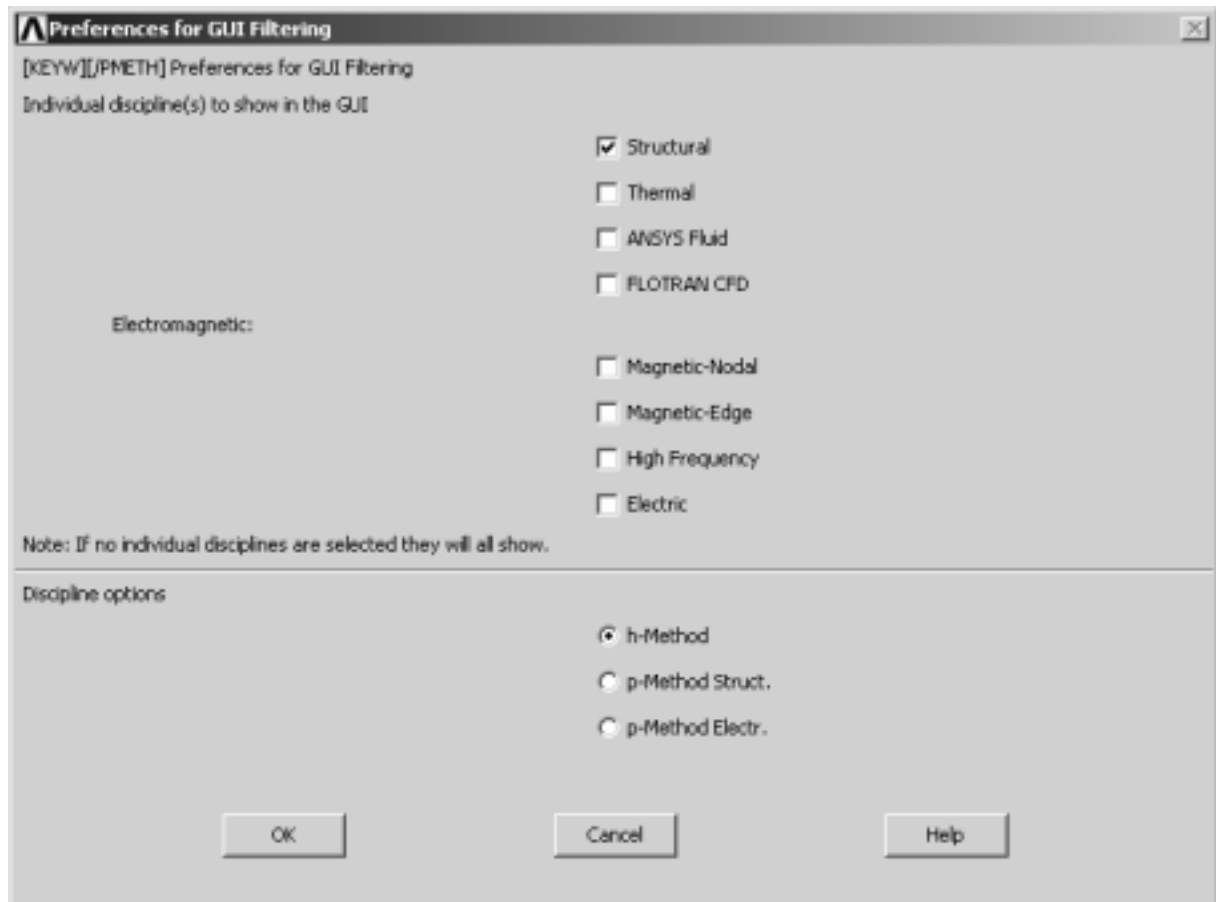 Preferences for GUI Filtering
[KEYW][/PMETH] Preferences for GUI Filtering
Individual discipline(s) to show in the GUI
Structural
Thermal
ANSYS Fluid
FLOTRAN CFD
Electromagnetic:
Magnetic-Nodal
Magnetic-Edge
High Frequency
Electric
Note: If no individual disciplines are selected they will all show.
Discipline options
h-Method
p-Method Struct.
p-Method Electr.
OK
Cancel
Help